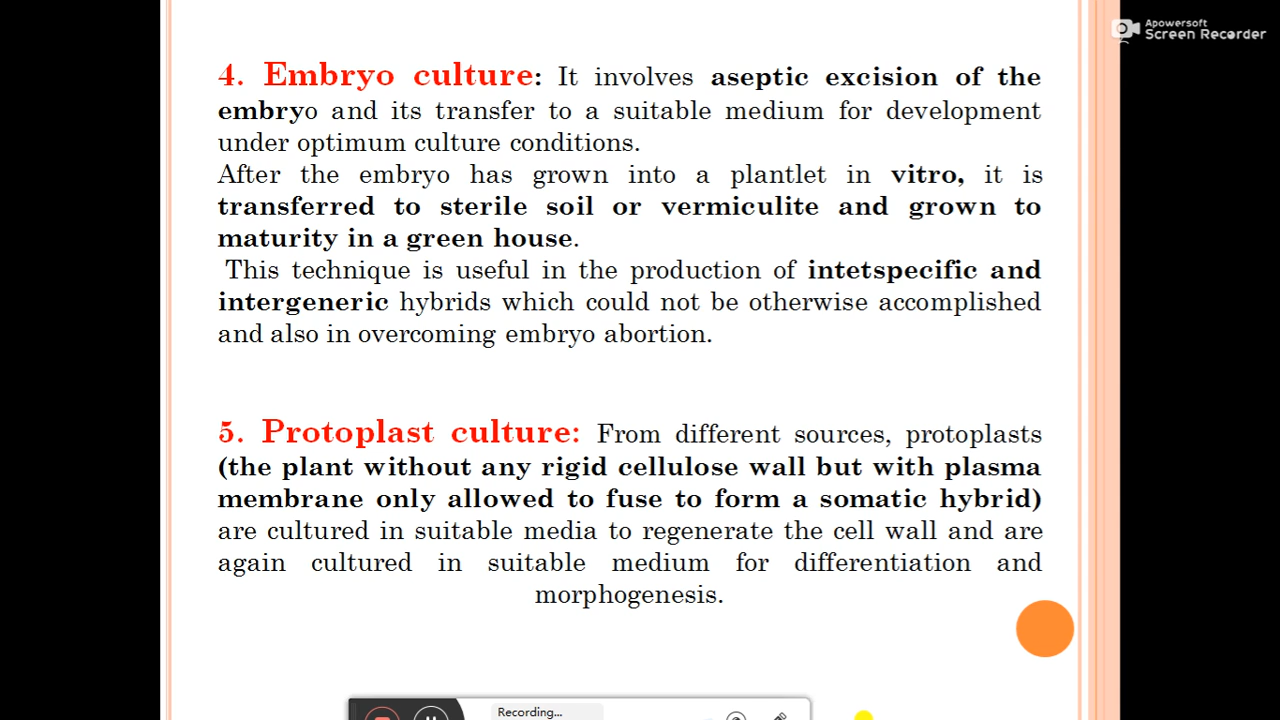 Apowersoft
Screen Recorder
4. Embryo culture: It involves aseptic excision of the
embryo and its transfer to a suitable medium for development
under optimum culture conditions.
After the embryo has grown into a plantlet in vitro, it is
transferred to sterile soil or vermiculite and grown to
maturity in a green house.
This technique is useful in the production of intetspecific and
intergeneric hybrids which could not be otherwise accomplished
and also in overcoming embryo abortion.
5. Protoplast culture: From different sources, protoplasts
(the plant without any rigid cellulose wall but with plasma
membrane only allowed to fuse to form a somatic hybrid)
are cultured in suitable media to regenerate the cell wall and are
again cultured in suitable medium for differentiation and
morphogenesis.
Recording...